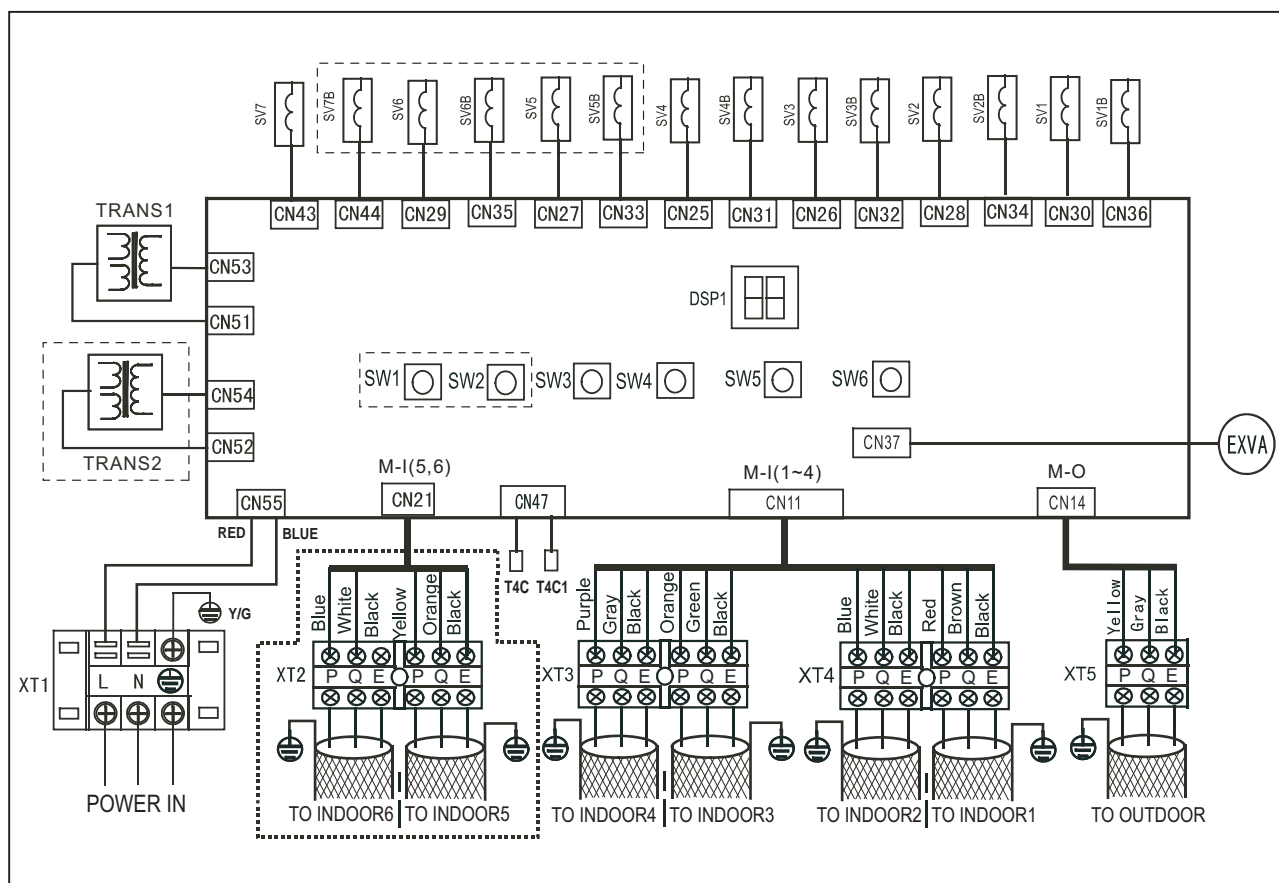 SV7 SV7B SV6 SV6B SV5 SV5B SV4 SV4B SV3 SV3B SV2 SV2B SV1 SV1B
CN43 CN44 CN29 CN35 CN27 CN33 CN25 CN31 CN26 CN32 CN28 CN34 CN30 CN36
TRANS1
CN53
CN51
DSP1
SW1 SW2 SW3 SW4 SW5 SW6
CN54
CN52
TRANS2
CN37 EXVA
M-I(5,6) M-I(1~4) M-O
CN55 CN21 CN47 CN11 CN14
RED BLUE
T4C T4C1
Y/G
Blue White Black Yellow Orange Black Purple Gray Black Orange Green Black Blue White Black Red Brown Black Yellow Gray Black
XT1 L N
XT2 P Q E P Q E
XT3 P Q E P Q E
XT4 P Q E P Q E
XT5 P Q E
POWER IN
TO INDOOR6 TO INDOOR5 TO INDOOR4 TO INDOOR3 TO INDOOR2 TO INDOOR1 TO OUTDOOR